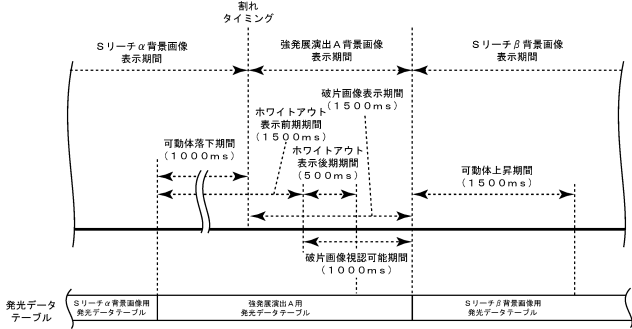 割れ
タイミング
Ｓリーチα背景画像
表示期間
強発展演出Ａ背景画像
表示期間
Ｓリーチβ背景画像
表示期間
破片画像表示期間
（１５００ｍｓ）
ホワイトアウト
表示前期期間
（１５００ｍｓ）
可動体落下期間
（１０００ｍｓ）
ホワイトアウト
表示後期期間
（５００ｍｓ）
可動体上昇期間
（１５００ｍｓ）
破片画像視認可能期間
（１０００ｍｓ）
発光データ
テーブル
Ｓリーチα背景画像用
発光データテーブル
強発展演出Ａ用
発光データテーブル
Ｓリーチβ背景画像用
発光データテーブル